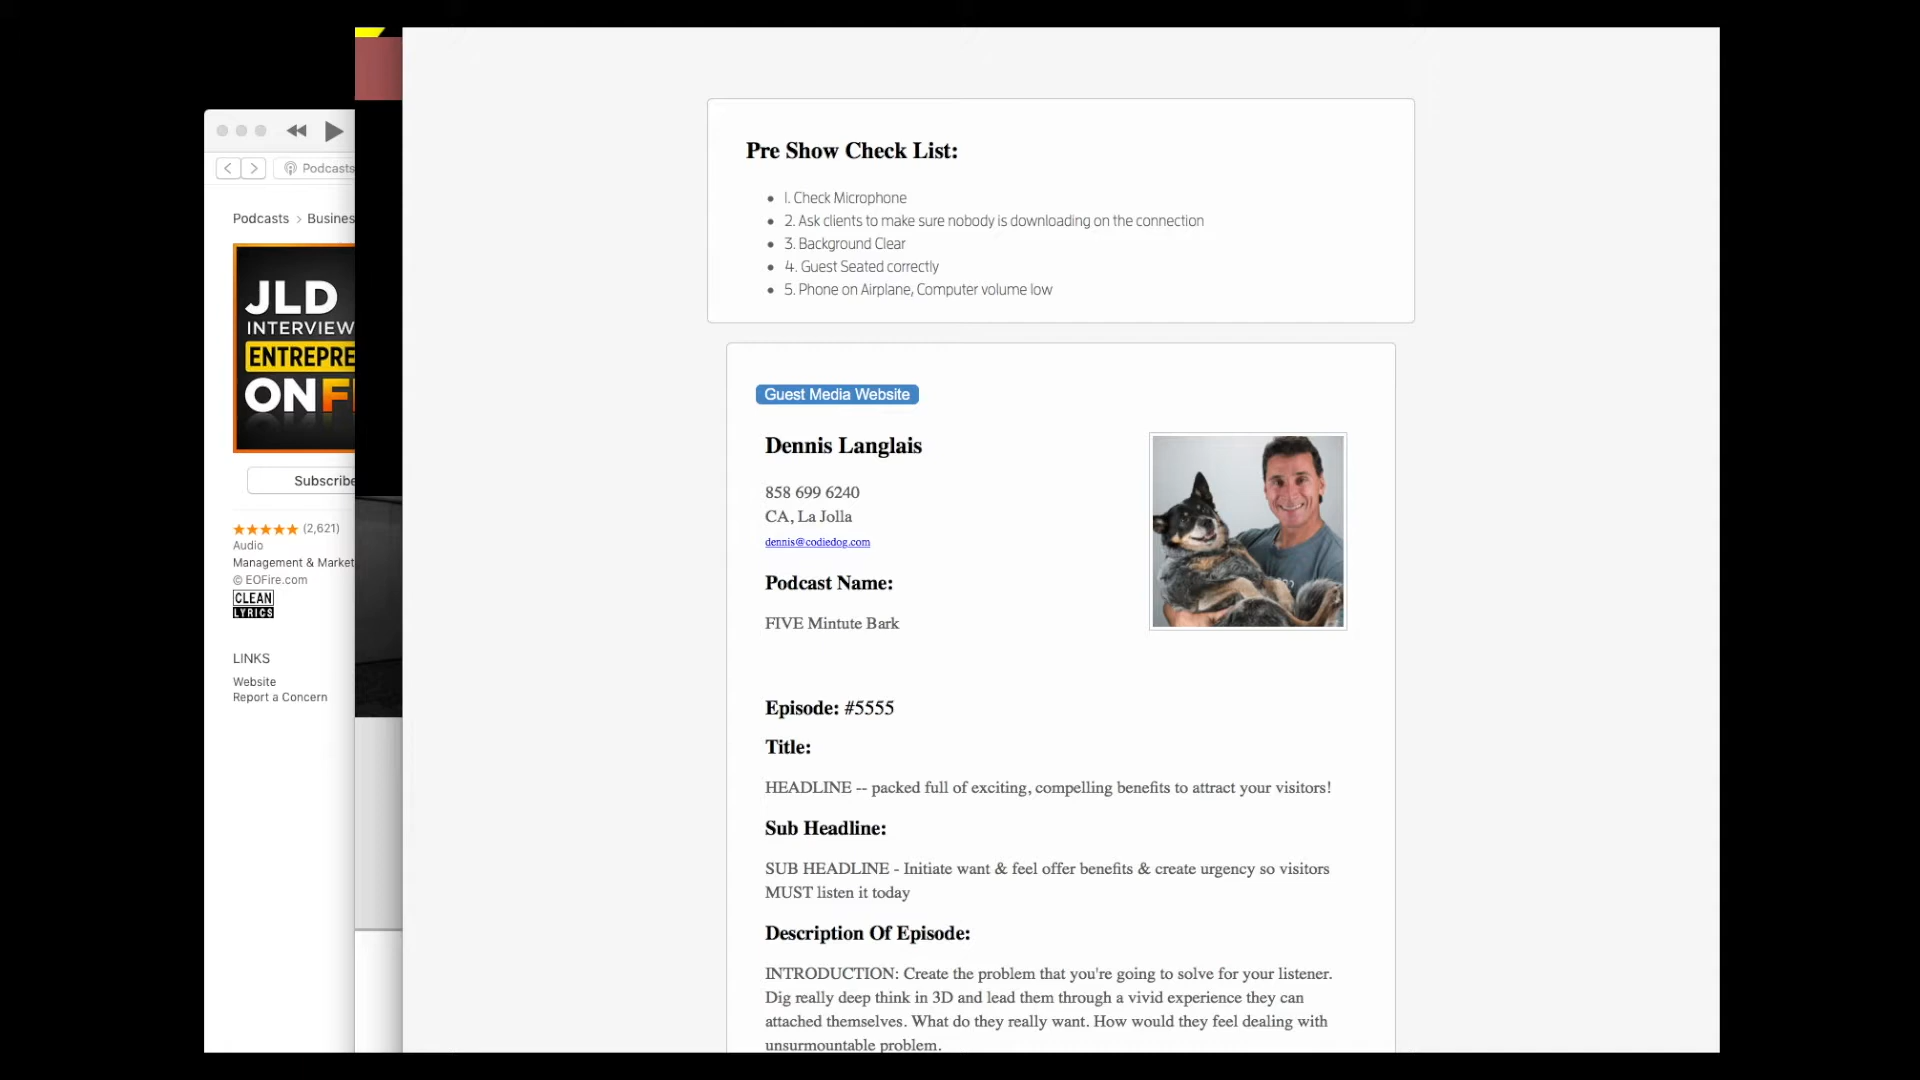 Podcasts
Podcasts > Busines
JLD
INTERVIEW
ENTREPRE
ONF
Subscribe
(2,621)
Audio
Management & Market
© EOFire.com
CLEAN
LYRICS
LINKS
Website
Report a Concern
Pre Show Check List:
1. Check Microphone
2. Ask clients to make sure nobody is downloading on the connection
3. Background Clear
4. Guest Seated correctly
5. Phone on Airplane, Computer volume low
Guest Media Website
Dennis Langlais
858 699 6240
CA, La Jolla
dennis@codiedog.com
Podcast Name:
FIVE Mintute Bark
Episode: #5555
Title:
HEADLINE -- packed full of exciting, compelling benefits to attract your visitors!
Sub Headline:
SUB HEADLINE - Initiate want & feel offer benefits & create urgency so visitors
MUST listen it today
Description Of Episode:
INTRODUCTION: Create the problem that you're going to solve for your listener.
Dig really deep think in 3D and lead them through a vivid experience they can
attached themselves. What do they really want. How would they feel dealing with
unsurmountable problem.